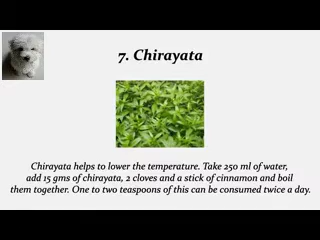 7. Chirayata
Chirayata helps to lower the temperature. Take 250 ml of water,
add 15 gms of chirayata, 2 cloves and a stick of cinnamon and boil
them together. One to two teaspoons of this can be consumed twice a day.